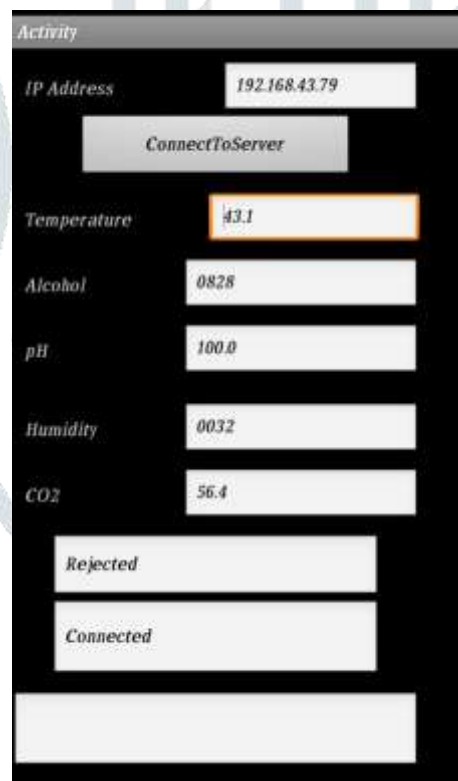 Activity
IP Address 192.168.43.79
ConnectToServer
Temperature 43.1
Alcohol 0828
pH 100.0
Humidity 0032
CO2 56.4
Rejected
Connected